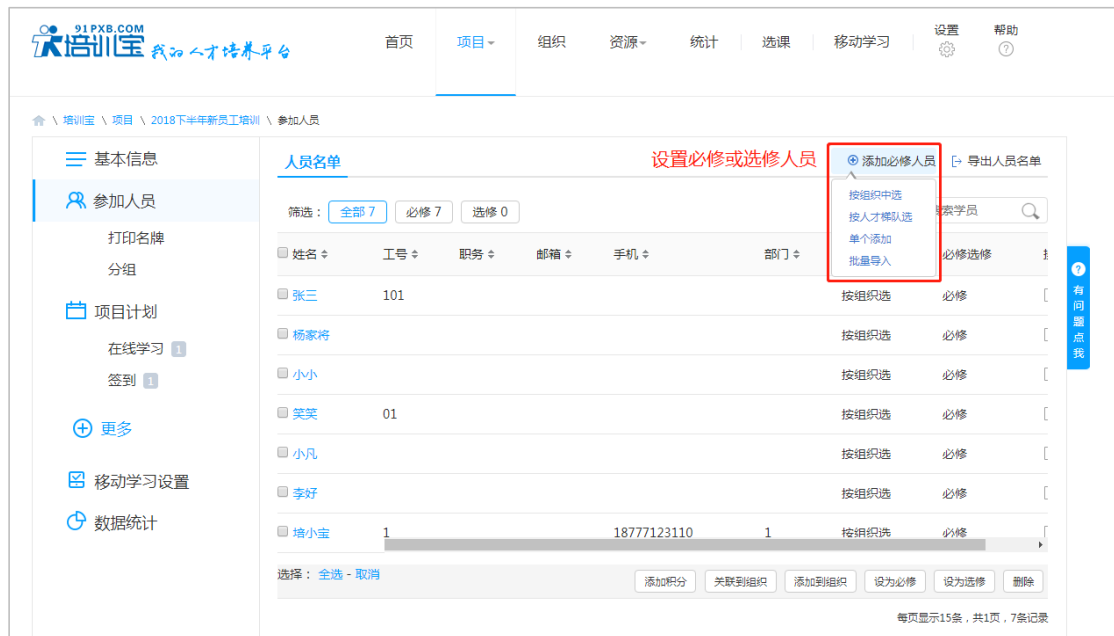 91PXB.COM
培训宝 我的人才培养平台
首页 项目 组织 资源 统计 选课 移动学习 设置 帮助
\ 培训宝 \ 项目 \ 2018下半年新员工培训 \ 参加人员
基本信息
参加人员
打印名牌
分组
项目计划
在线学习 1
签到 1
更多
移动学习设置
数据统计
人员名单 设置必修或选修人员 添加必修人员 导出人员名单
按组织中选
按人才梯队选
单个添加
批量导入
筛选: 全部 7 必修 7 选修 0 学员
姓名 工号 职务 邮箱 手机 部门 必修选修
张三 101 按组织选 必修
杨家将 按组织选 必修
小小 按组织选 必修
笑笑 01 按组织选 必修
小凡 按组织选 必修
李好 按组织选 必修
培小宝 1 18777123110 1 按组织选 必修
选择: 全选 - 取消 添加积分 关联到组织 添加到组织 设为必修 设为选修 删除
每页显示15条,共1页,7条记录
?有问题点我